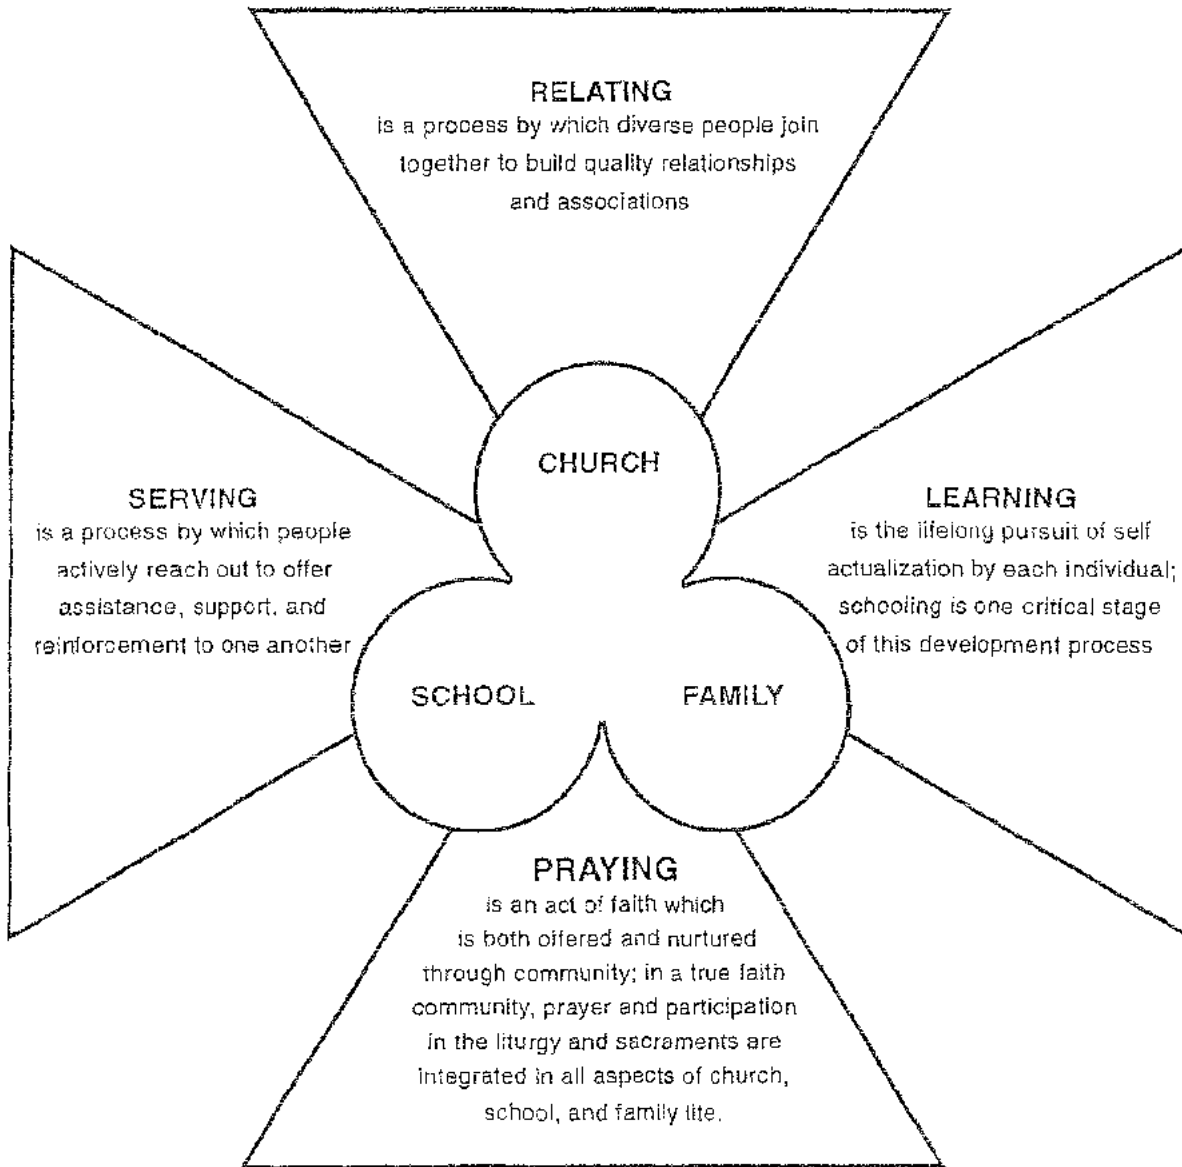 RELATING
is a process by which diverse people join
together to build quality relationships
and associations
CHURCH
SERVING
is a process by which people
actively reach out to offer
assistance, support, and
reinforcement to one another
LEARNING
is the lifelong pursuit of self
actualization by each individual;
schooling is one critical stage
of this development process
SCHOOL
FAMILY
PRAYING
is an act of faith which
is both offered and nurtured
through community; in a true faith
community, prayer and participation
in the liturgy and sacraments are
integrated in all aspects of church,
school, and family life.